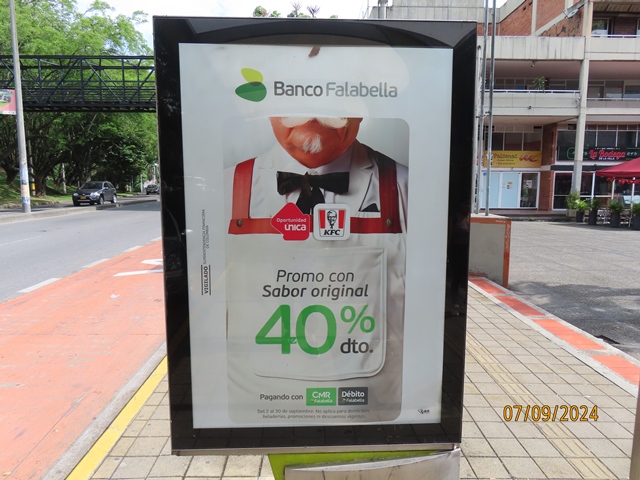 Banco Falabella
Oportunidad
única
KFC
Promo con
Sabor original
40%
dto.
Pagando con
CMR
Falabella
Débito
Falabella
VIGILADO
07/09/2024